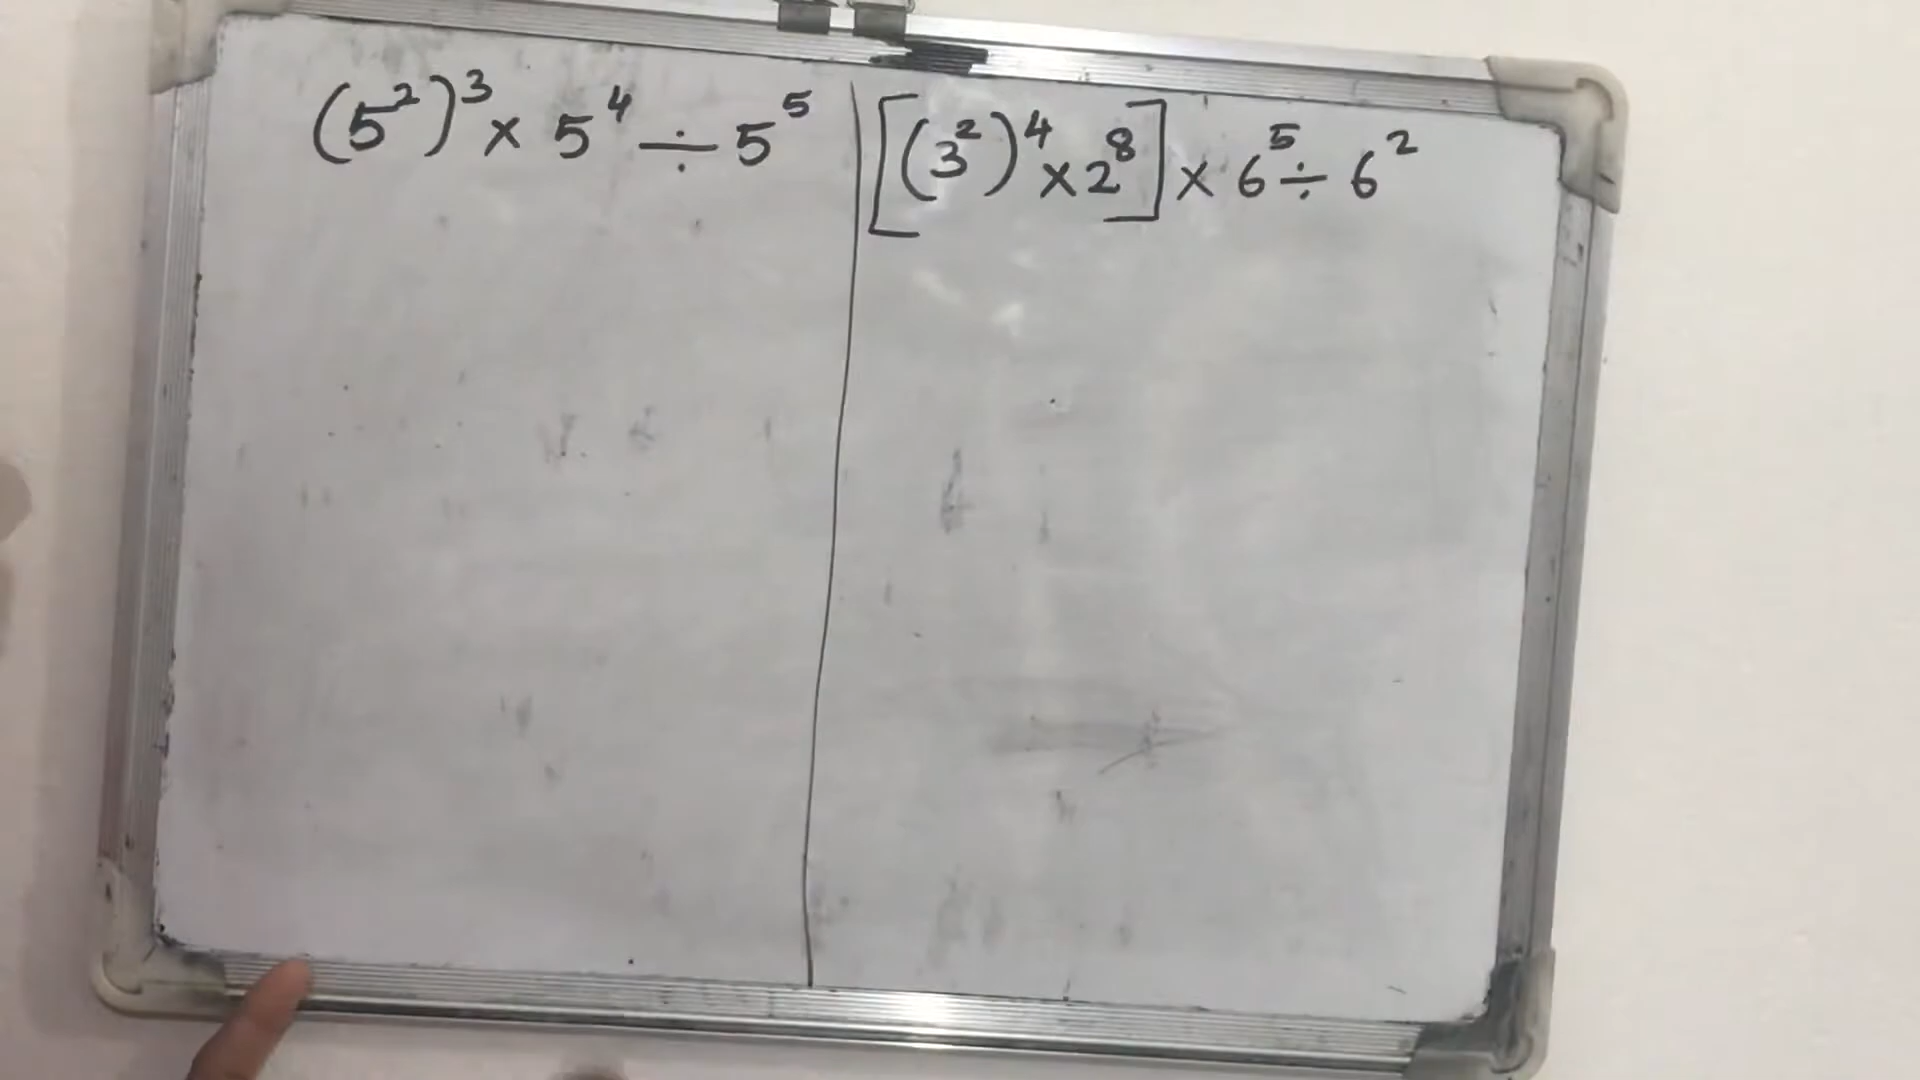 (5²)³ × 5⁴ ÷ 5⁵
[(3²)⁴ × 2⁸] × 6⁵ ÷ 6²